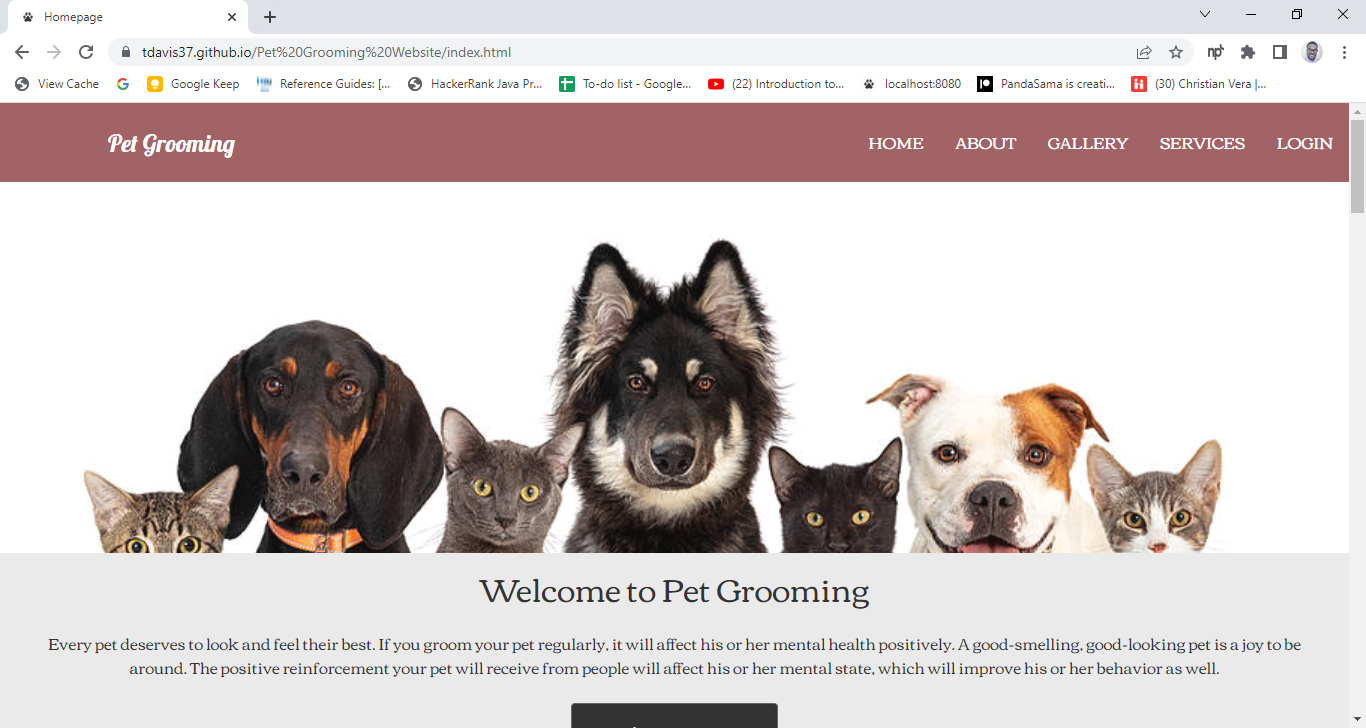 Homepage
tdavis37.github.io/Pet%20Grooming%20Website/index.html
View Cache
Google Keep
Reference Guides: [...
HackerRank Java Pr...
To-do list - Google...
(22) Introduction to...
localhost:8080
PandaSama is creati...
(30) Christian Vera |...
Pet Grooming
HOME ABOUT GALLERY SERVICES LOGIN
Welcome to Pet Grooming
Every pet deserves to look and feel their best. If you groom your pet regularly, it will affect his or her mental health positively. A good-smelling, good-looking pet is a joy to be
around. The positive reinforcement your pet will receive from people will affect his or her mental state, which will improve his or her behavior as well.